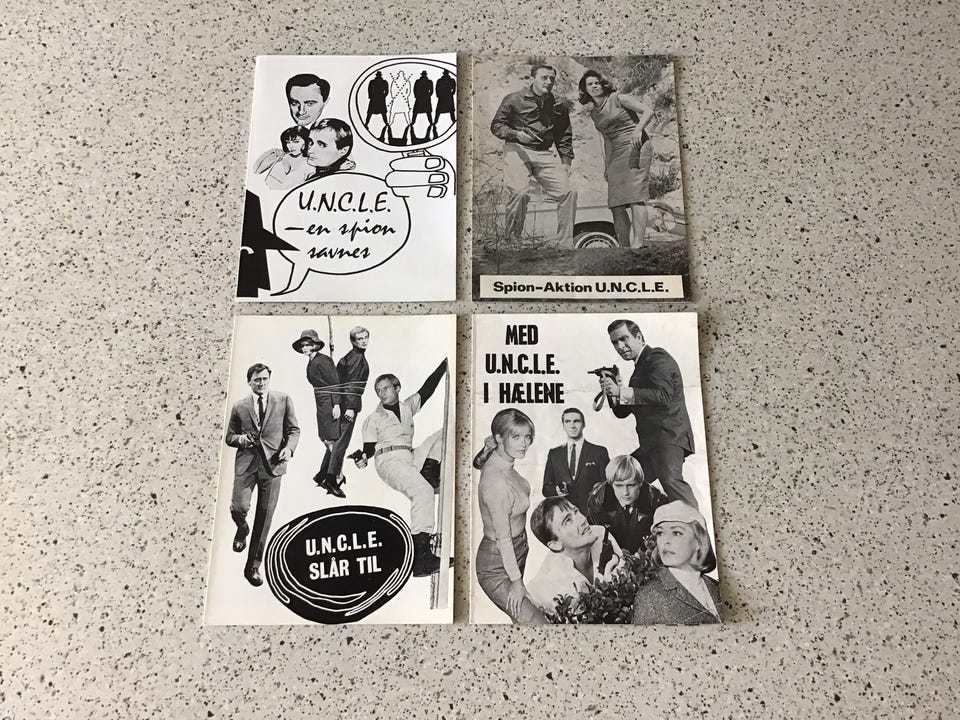 U.N.C.L.E.
–en spion
savnes
Spion-Aktion U.N.C.L.E.
U.N.C.L.E.
SLÅR TIL
MED
U.N.C.L.E.
I HÆLENE